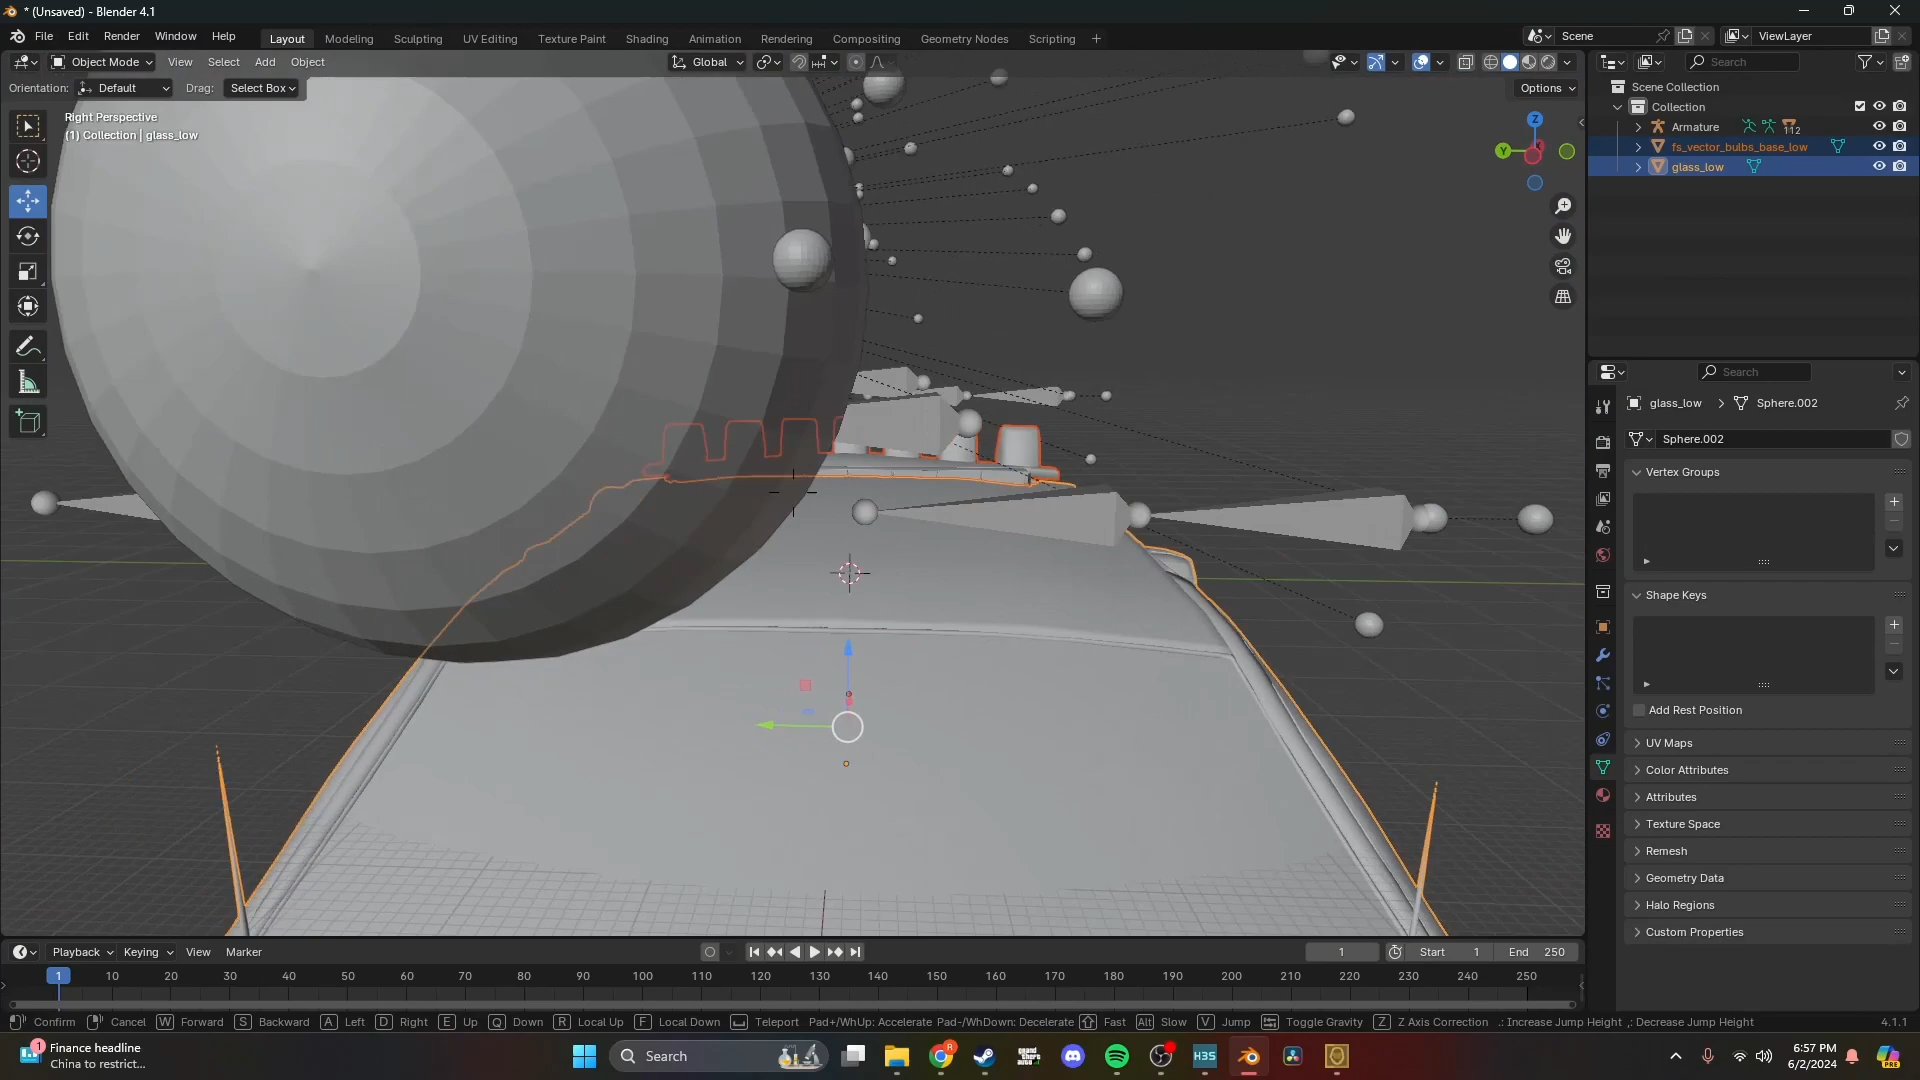 * (Unsaved) - Blender 4.1
File Edit Render Window Help Layout Modeling Sculpting UV Editing Texture Paint Shading Animation Rendering Compositing Geometry Nodes Scripting + Scene ViewLayer
Object Mode View Select Add Object Global Search
Orientation: Default Drag: Select Box Options
Right Perspective
(1) Collection | glass_low
Z
Y
Scene Collection
Collection
Armature 112
fs_vector_bulbs_base_low
glass_low
Search
glass_low > Sphere.002
Sphere.002
Vertex Groups
Shape Keys
Add Rest Position
UV Maps
Color Attributes
Attributes
Texture Space
Remesh
Geometry Data
Halo Regions
Custom Properties
Playback Keying View Marker 1 Start 1 End 250
1 10 20 30 40 50 60 70 80 90 100 110 120 130 140 150 160 170 180 190 200 210 220 230 240 250
Confirm Cancel W Forward S Backward A Left D Right E Up Q Down R Local Up F Local Down Teleport Pad+/WhUp: Accelerate Pad-/WhDown: Decelerate Fast Alt Slow V Jump Toggle Gravity Z Z Axis Correction .: Increase Jump Height ,: Decrease Jump Height 4.1.1
1 Finance headline
China to restrict...
Search
R
H3S
PRE
6:57 PM
6/2/2024